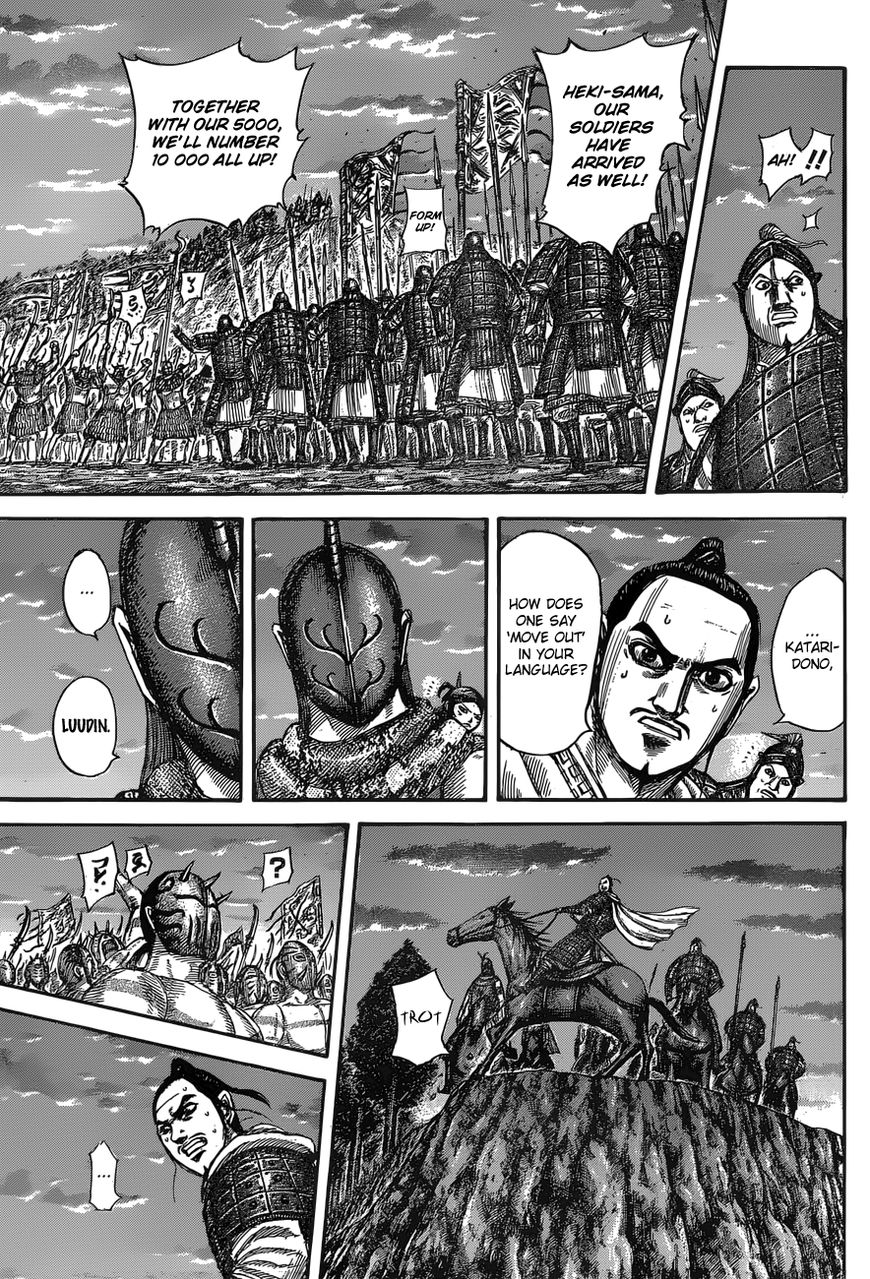 AH! !!
HEKI-SAMA,
OUR
SOLDIERS
HAVE
ARRIVED
AS WELL!
TOGETHER
WITH OUR 5000,
WE'LL NUMBER
10 000 ALL UP!
FORM
UP!
...
KATARI-
DONO,
HOW DOES
ONE SAY
'MOVE OUT'
IN YOUR
LANGUAGE?
...
LUUDIN.
TROT
?
...